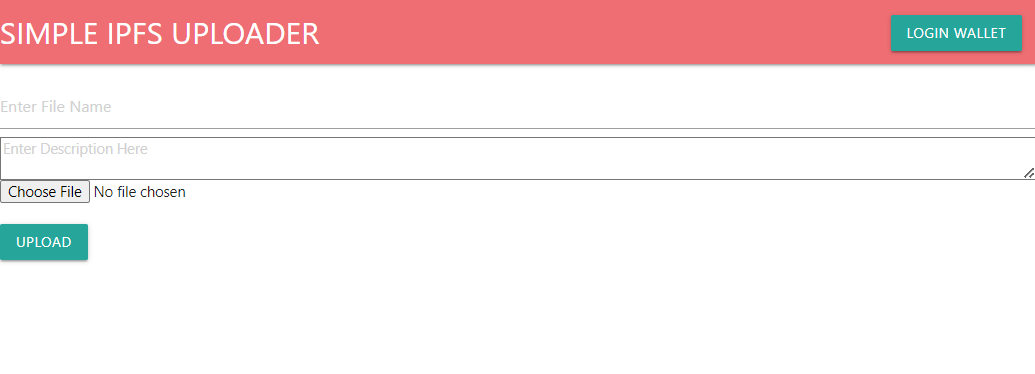 SIMPLE IPFS UPLOADER
LOGIN WALLET
Enter File Name
Enter Description Here
Choose File No file chosen
UPLOAD